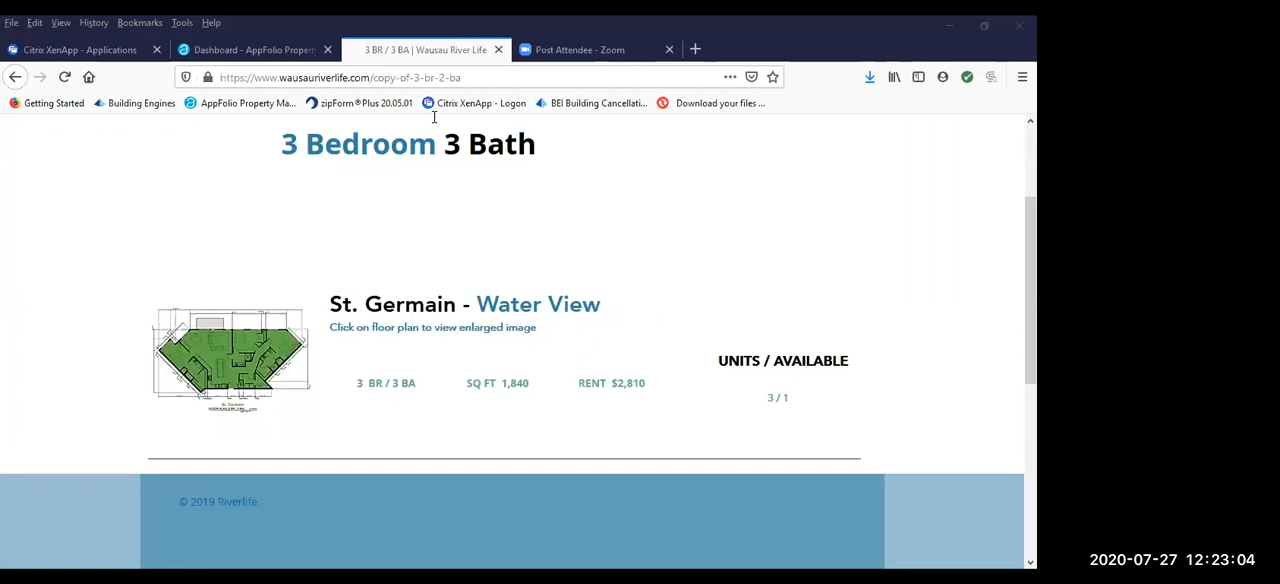 File Edit View History Bookmarks Tools Help
Citrix XenApp - Applications
Dashboard - AppFolio Propert
3 BR / 3 BA | Wausau River Life
Post Attendee - Zoom
https://www.wausauriverlife.com/copy-of-3-br-2-ba
Getting Started Building Engines AppFolio Property Ma... zipForm®Plus 20.05.01 Citrix XenApp - Logon BEI Building Cancellati... Download your files ...
3 Bedroom 3 Bath
St. Germain - Water View
Click on floor plan to view enlarged image
UNITS / AVAILABLE
3 BR / 3 BA SQ FT 1,840 RENT $2,810
3 / 1
St. Germain
© 2019 Riverlife
2020-07-27 12:23:04